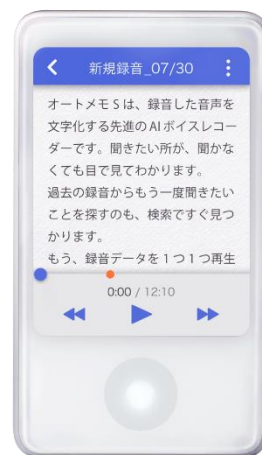 新規録音_07/30
オートメモSは、録音した音声を
文字化する先進のAIボイスレコー
ダーです。聞きたい所が、聞かな
くても目で見てわかります。
過去の録音からもう一度聞きたい
ことを探すのも、検索ですぐ見つ
かります。
もう、録音データを1つ1つ再生
0:00 / 12:10